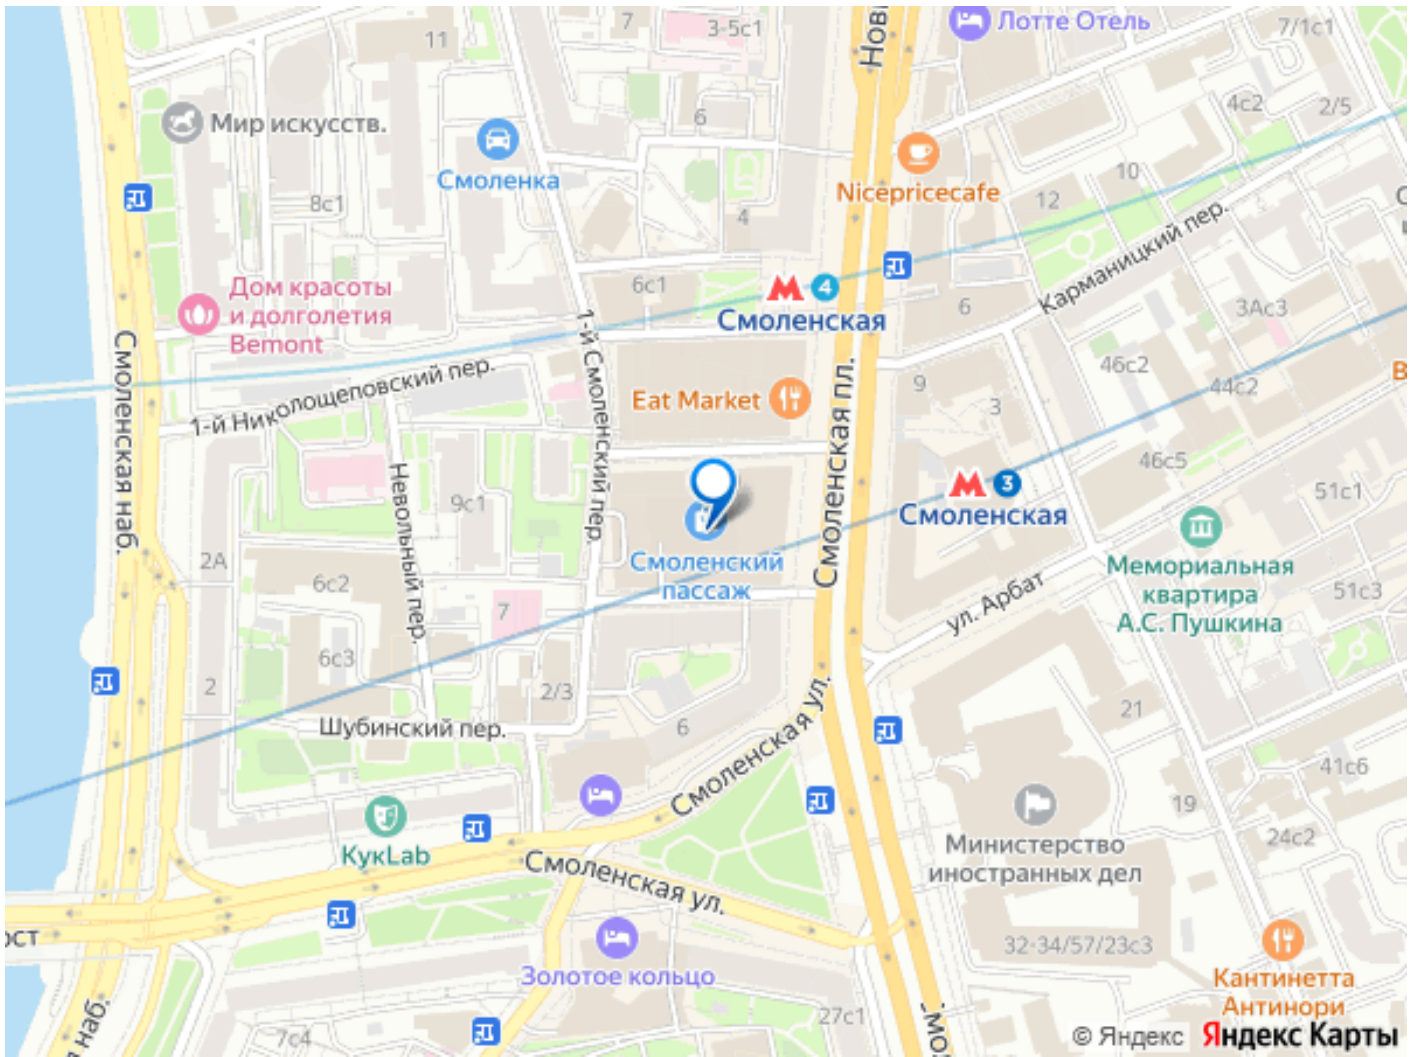 7
3-5с1
Нов
Лотте Отель
7/1с1
11
4с2
2/5
Мир искусств.
6
Смоленка
Nicepricecafe
10
12
8с1
4
Карманицкий пер.
Дом красоты
и долголетия
Bemont
6с1
4
Смоленская
6
3Ас3
Смоленская наб.
1-й Смоленский пер.
1-й Николощеповский пер.
Eat Market
Смоленская пл.
9
3
46с2
44с2
В
Невольный пер.
9с1
46с5
3
Смоленская
51с1
2А
6с2
7
Смоленский
пассаж
ул. Арбат
Мемориальная
квартира
А.С. Пушкина
51с3
6с3
2
2/3
Шубинский пер.
6
21
Смоленская ул.
41с6
19
24с2
КукLab
Министерство
иностранных дел
Смоленская ул.
ост
Золотое кольцо
32-34/57/23с3
Кантинетта
Антинори
наб.
7с4
27с1
© Яндекс Яндекс Карты